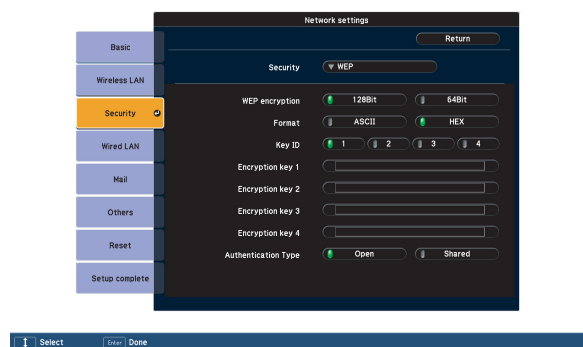 Network settings
Return
Basic
Wireless LAN
Security
Wired LAN
Mail
Others
Reset
Setup complete
Security WEP
WEP encryption 128Bit 64Bit
Format ASCII HEX
Key ID 1 2 3 4
Encryption key 1
Encryption key 2
Encryption key 3
Encryption key 4
Authentication Type Open Shared
Select Enter Done